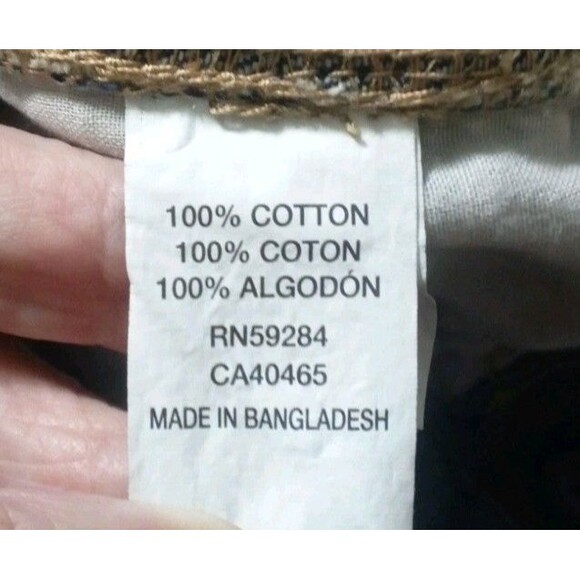 100% COTTON
100% COTON
100% ALGODÓN
RN59284
CA40465
MADE IN BANGLADESH